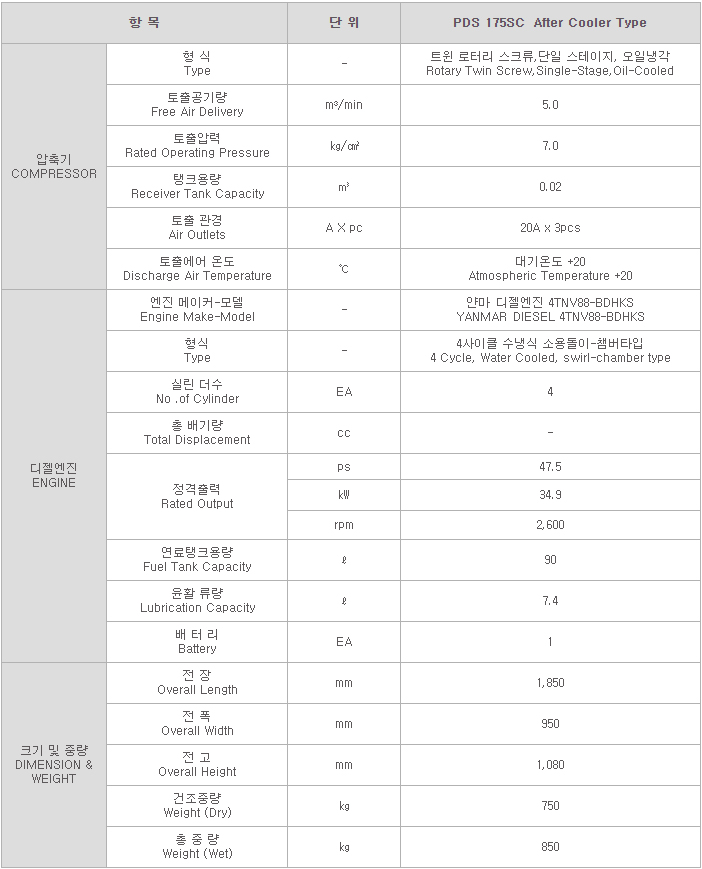 항 목
단 위
PDS 175SC After Cooler Type
압축기
COMPRESSOR
형 식
Type
-
트윈 로터리 스크류,단일 스테이지, 오일냉각
Rotary Twin Screw,Single-Stage,Oil-Cooled
토출공기량
Free Air Delivery
m³/min
5.0
토출압력
Rated Operating Pressure
㎏/㎠
7.0
탱크용량
Receiver Tank Capacity
㎥
0.02
토출 관경
Air Outlets
A X pc
20A x 3pcs
토출에어 온도
Discharge Air Temperature
℃
대기온도 +20
Atmospheric Temperature +20
디젤엔진
ENGINE
엔진 메이커-모델
Engine Make-Model
-
얀마 디젤엔진 4TNV88-BDHKS
YANMAR DIESEL 4TNV88-BDHKS
형식
Type
-
4사이클 수냉식 소용돌이-챔버타입
4 Cycle, Water Cooled, swirl-chamber type
실린 더수
No .of Cylinder
EA
4
총 배기량
Total Displacement
cc
-
정격출력
Rated Output
ps
47.5
㎾
34.9
rpm
2,600
연료탱크용량
Fuel Tank Capacity
ℓ
90
윤활 류량
Lubrication Capacity
ℓ
7.4
배 터 리
Battery
EA
1
크기 및 중량
DIMENSION &
WEIGHT
전 장
Overall Length
mm
1,850
전 폭
Overall Width
mm
950
전 고
Overall Height
mm
1,080
건조중량
Weight (Dry)
㎏
750
총 중 량
Weight (Wet)
㎏
850